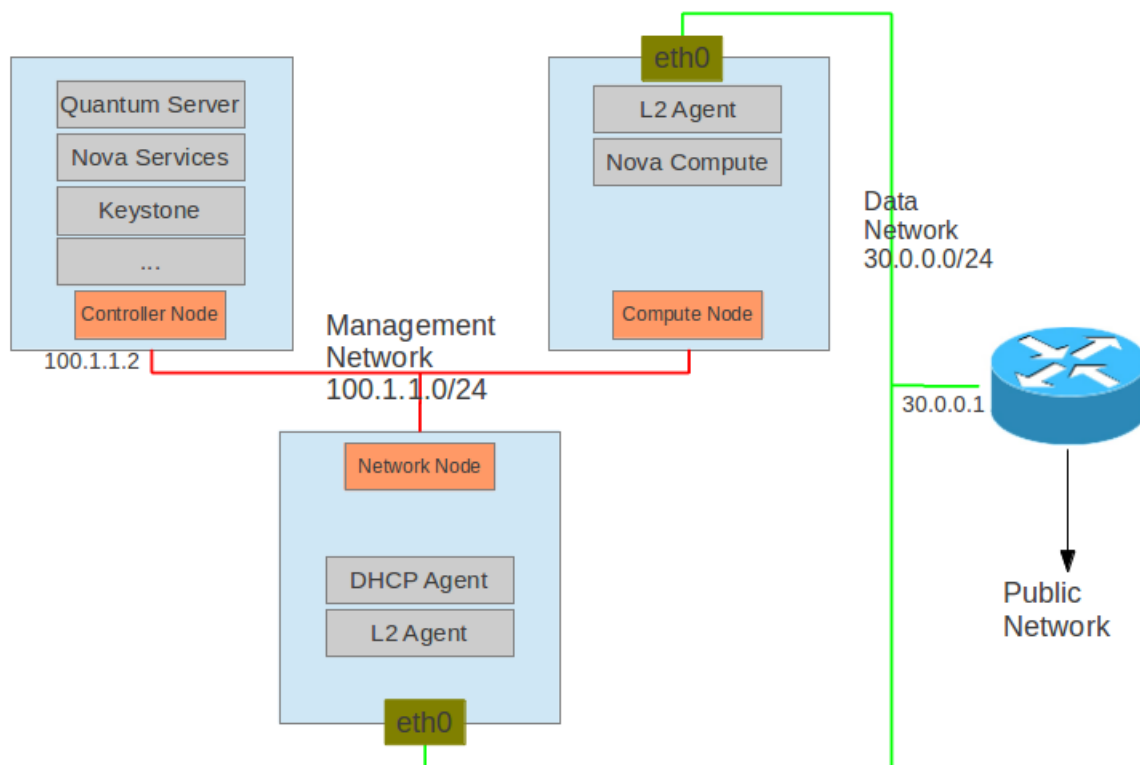 Quantum Server
Nova Services
Keystone
...
Controller Node
100.1.1.2
eth0
L2 Agent
Nova Compute
Compute Node
Management
Network
100.1.1.0/24
Data
Network
30.0.0.0/24
30.0.0.1
Public
Network
Network Node
DHCP Agent
L2 Agent
eth0